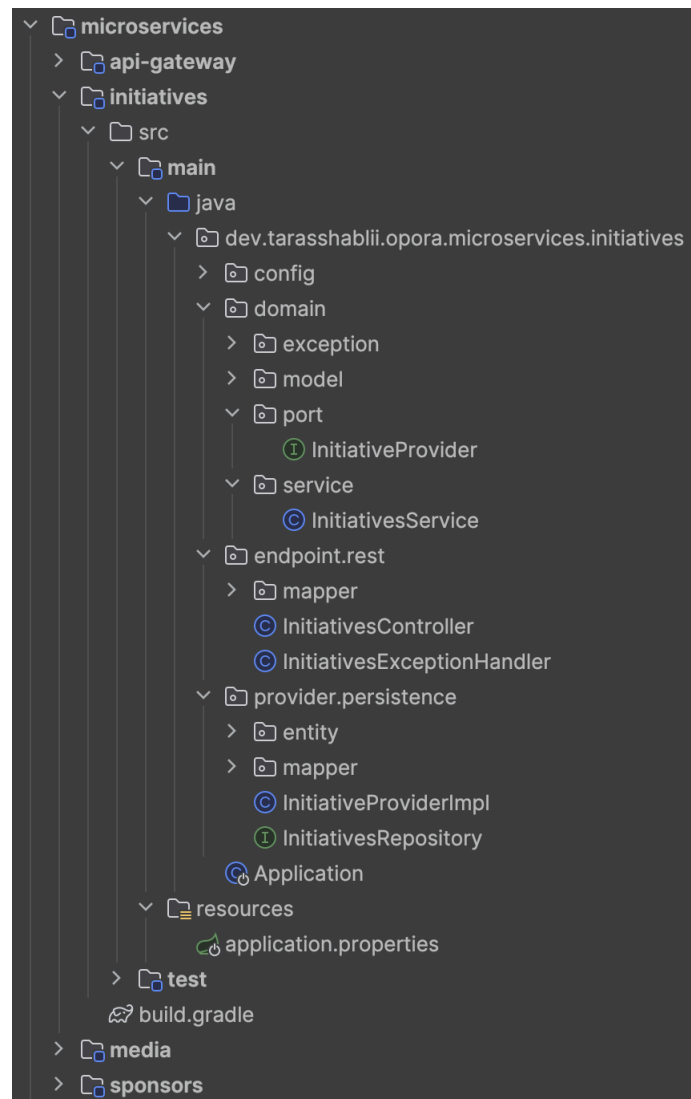 microservices
api-gateway
initiatives
src
main
java
dev.tarasshablii.opora.microservices.initiatives
config
domain
exception
model
port
InitiativeProvider
service
InitiativesService
endpoint.rest
mapper
InitiativesController
InitiativesExceptionHandler
provider.persistence
entity
mapper
InitiativeProviderImpl
InitiativesRepository
Application
resources
application.properties
test
build.gradle
media
sponsors